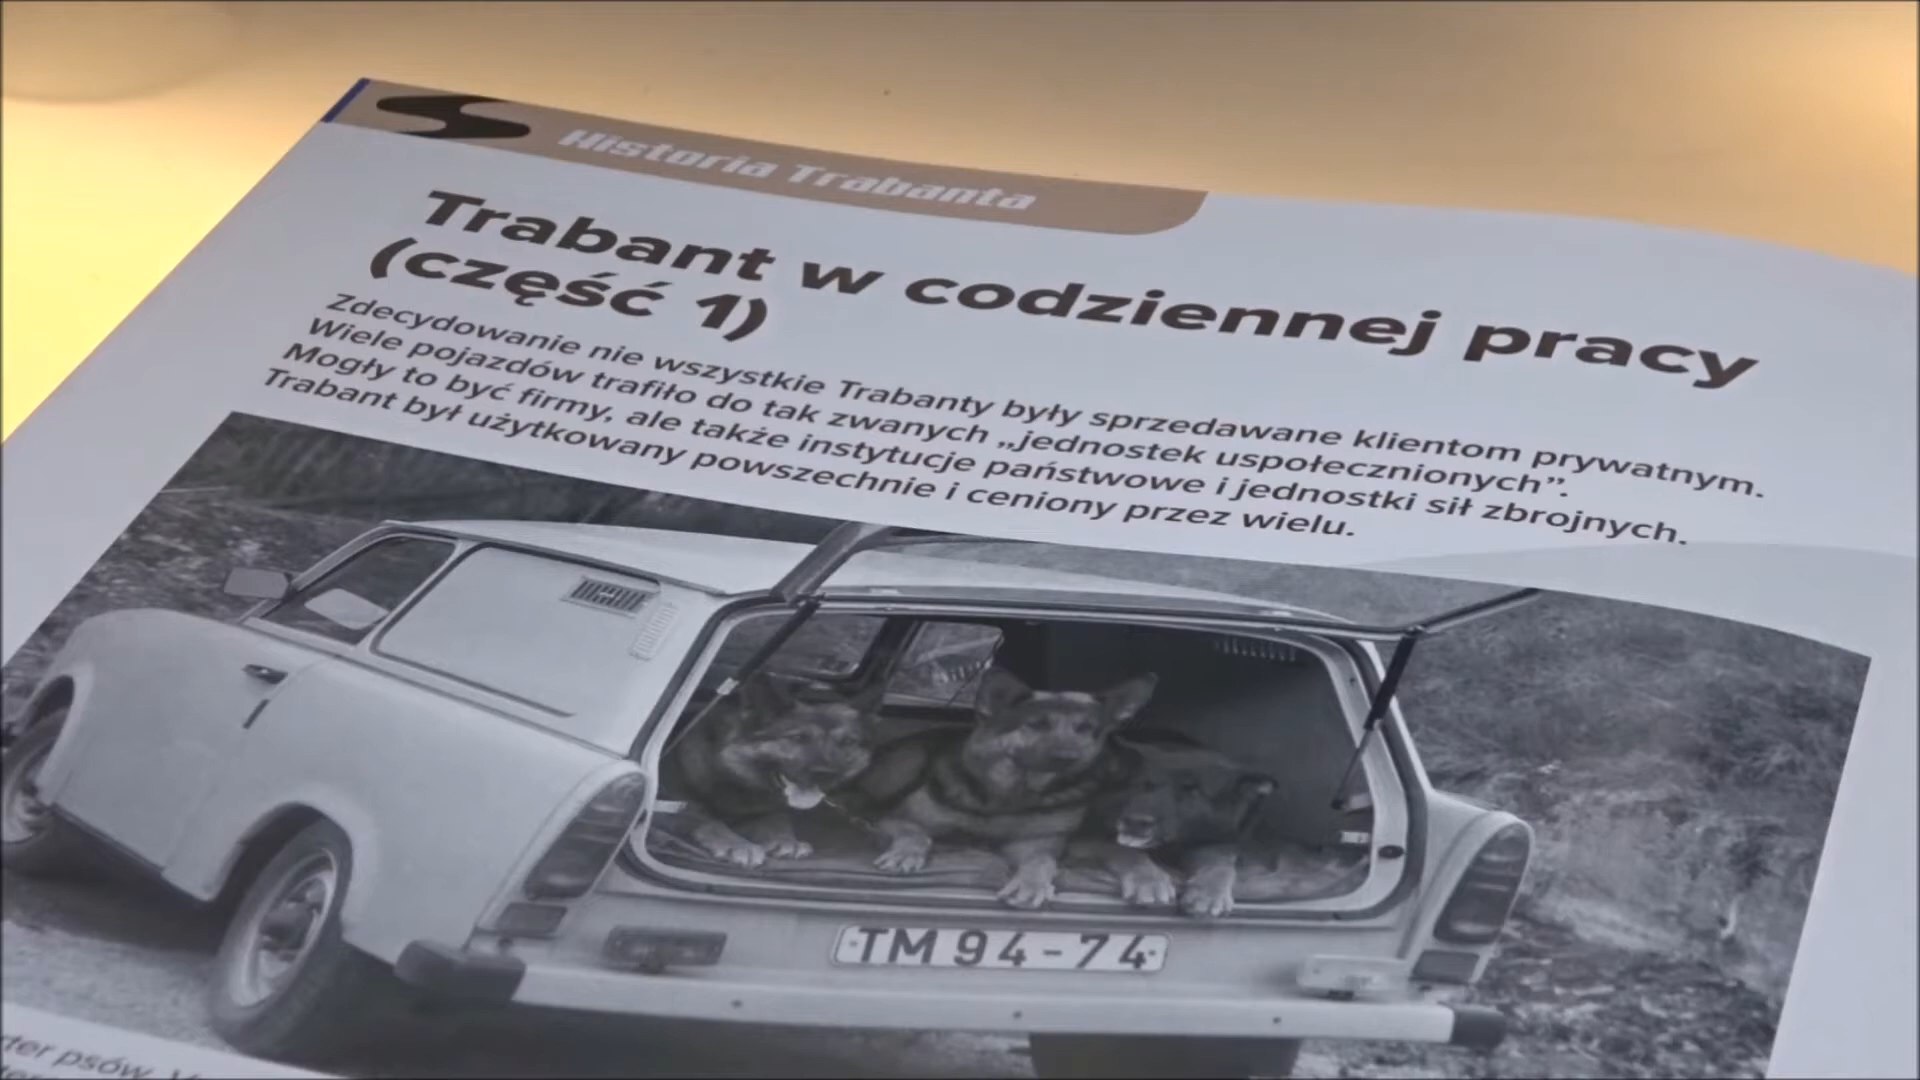 Historia Trabanta
Trabant w codziennej pracy
(część 1)
Zdecydowanie nie wszystkie Trabanty były sprzedawane klientom prywatnym.
Wiele pojazdów trafiło do tak zwanych „jednostek uspołecznionych”.
Mogły to być firmy, ale także instytucje państwowe i jednostki sił zbrojnych.
Trabant był użytkowany powszechnie i ceniony przez wielu.
TM 94-74
psów.